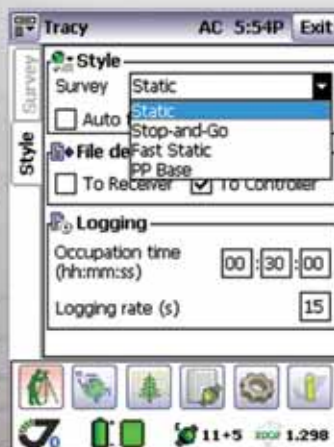 Tracy AC 5:54P Exit
Survey
Style
Style
Survey Static
Static
Auto
Stop-and-Go
File de
Fast Static
PP Base
To Receiver To Controller
Logging
Occupation time
(hh:mm:ss)
00:30:00
Logging rate (s) 15
0 11+5 1.298